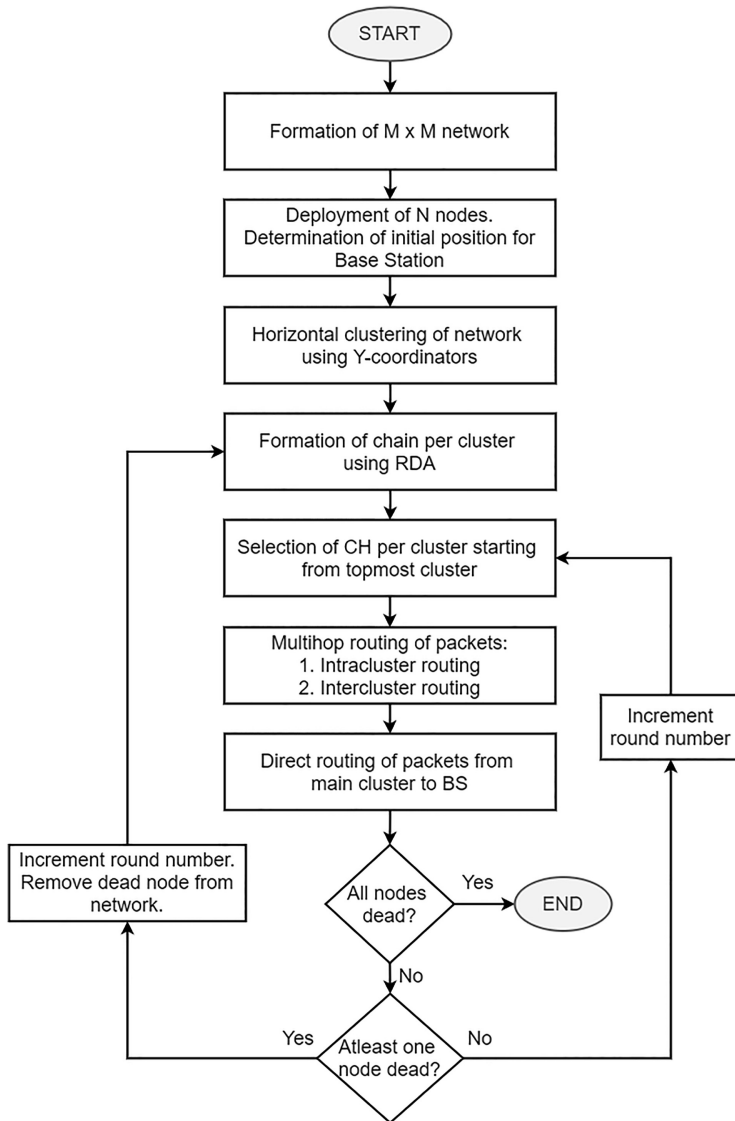 START
Formation of M x M network
Deployment of N nodes.
Determination of initial position for
Base Station
Horizontal clustering of network
using Y-coordinators
Formation of chain per cluster
using RDA
Selection of CH per cluster starting
from topmost cluster
Multihop routing of packets:
1. Intracluster routing
2. Intercluster routing
Increment
round number
Direct routing of packets from
main cluster to BS
Increment round number.
Remove dead node from
network.
All nodes
dead?
Yes
END
No
Yes
Atleast one
node dead?
No